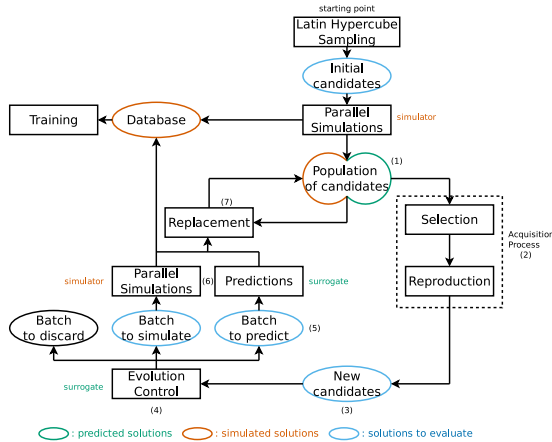 starting point
Latin Hypercube
Sampling
Initial
candidates
Training
Database
Parallel
Simulations
simulator
Population
of candidates
(1)
(7)
Replacement
Selection
Acquisition
Process
(2)
Reproduction
simulator
Parallel
Simulations
(6)
Predictions
surrogate
Batch
to discard
Batch
to simulate
Batch
to predict
(5)
surrogate
Evolution
Control
(4)
New
candidates
(3)
: predicted solutions
: simulated solutions
: solutions to evaluate